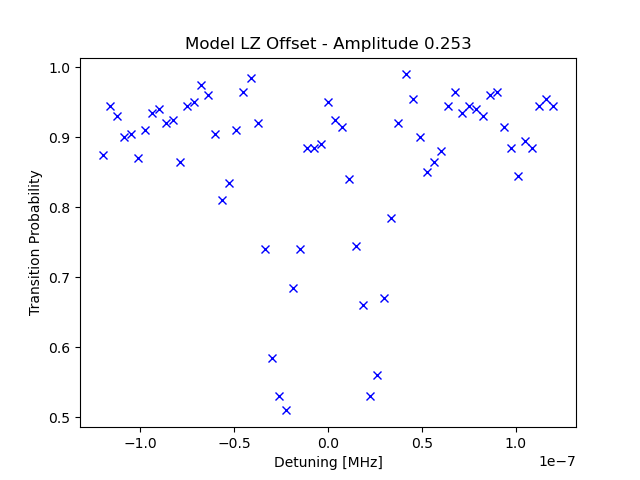 Model LZ Offset - Amplitude 0.253
1.0
0.9
0.8
0.7
0.6
0.5
Transition Probability
−1.0
−0.5
0.0
0.5
1.0
1e−7
Detuning [MHz]